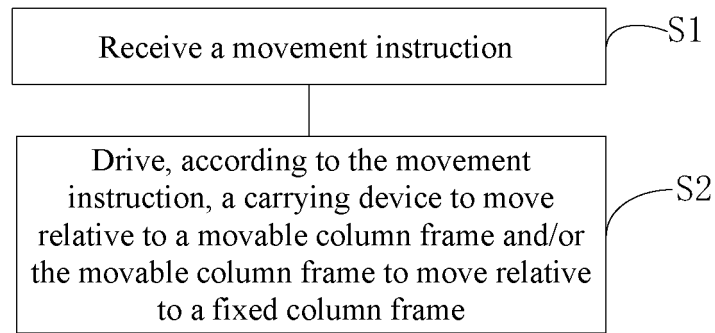 Receive a movement instruction
S1
Drive, according to the movement
instruction, a carrying device to move
relative to a movable column frame and/or
the movable column frame to move relative
to a fixed column frame
S2